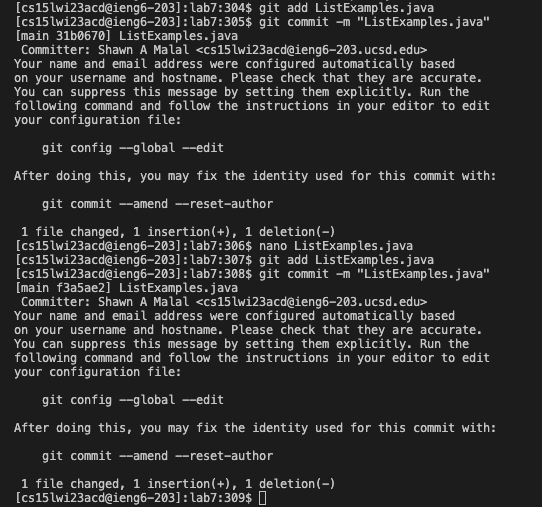 [cs15lwi23acd@ieng6-203]:lab7:304$ git add ListExamples.java
[cs15lwi23acd@ieng6-203]:lab7:305$ git commit -m "ListExamples.java"
[main 31b0670] ListExamples.java
 Committer: Shawn A Malal <cs15lwi23acd@ieng6-203.ucsd.edu>
Your name and email address were configured automatically based
on your username and hostname. Please check that they are accurate.
You can suppress this message by setting them explicitly. Run the
following command and follow the instructions in your editor to edit
your configuration file:

    git config --global --edit

After doing this, you may fix the identity used for this commit with:

    git commit --amend --reset-author

 1 file changed, 1 insertion(+), 1 deletion(-)
[cs15lwi23acd@ieng6-203]:lab7:306$ nano ListExamples.java
[cs15lwi23acd@ieng6-203]:lab7:307$ git add ListExamples.java
[cs15lwi23acd@ieng6-203]:lab7:308$ git commit -m "ListExamples.java"
[main f3a5ae2] ListExamples.java
 Committer: Shawn A Malal <cs15lwi23acd@ieng6-203.ucsd.edu>
Your name and email address were configured automatically based
on your username and hostname. Please check that they are accurate.
You can suppress this message by setting them explicitly. Run the
following command and follow the instructions in your editor to edit
your configuration file:

    git config --global --edit

After doing this, you may fix the identity used for this commit with:

    git commit --amend --reset-author

 1 file changed, 1 insertion(+), 1 deletion(-)
[cs15lwi23acd@ieng6-203]:lab7:309$